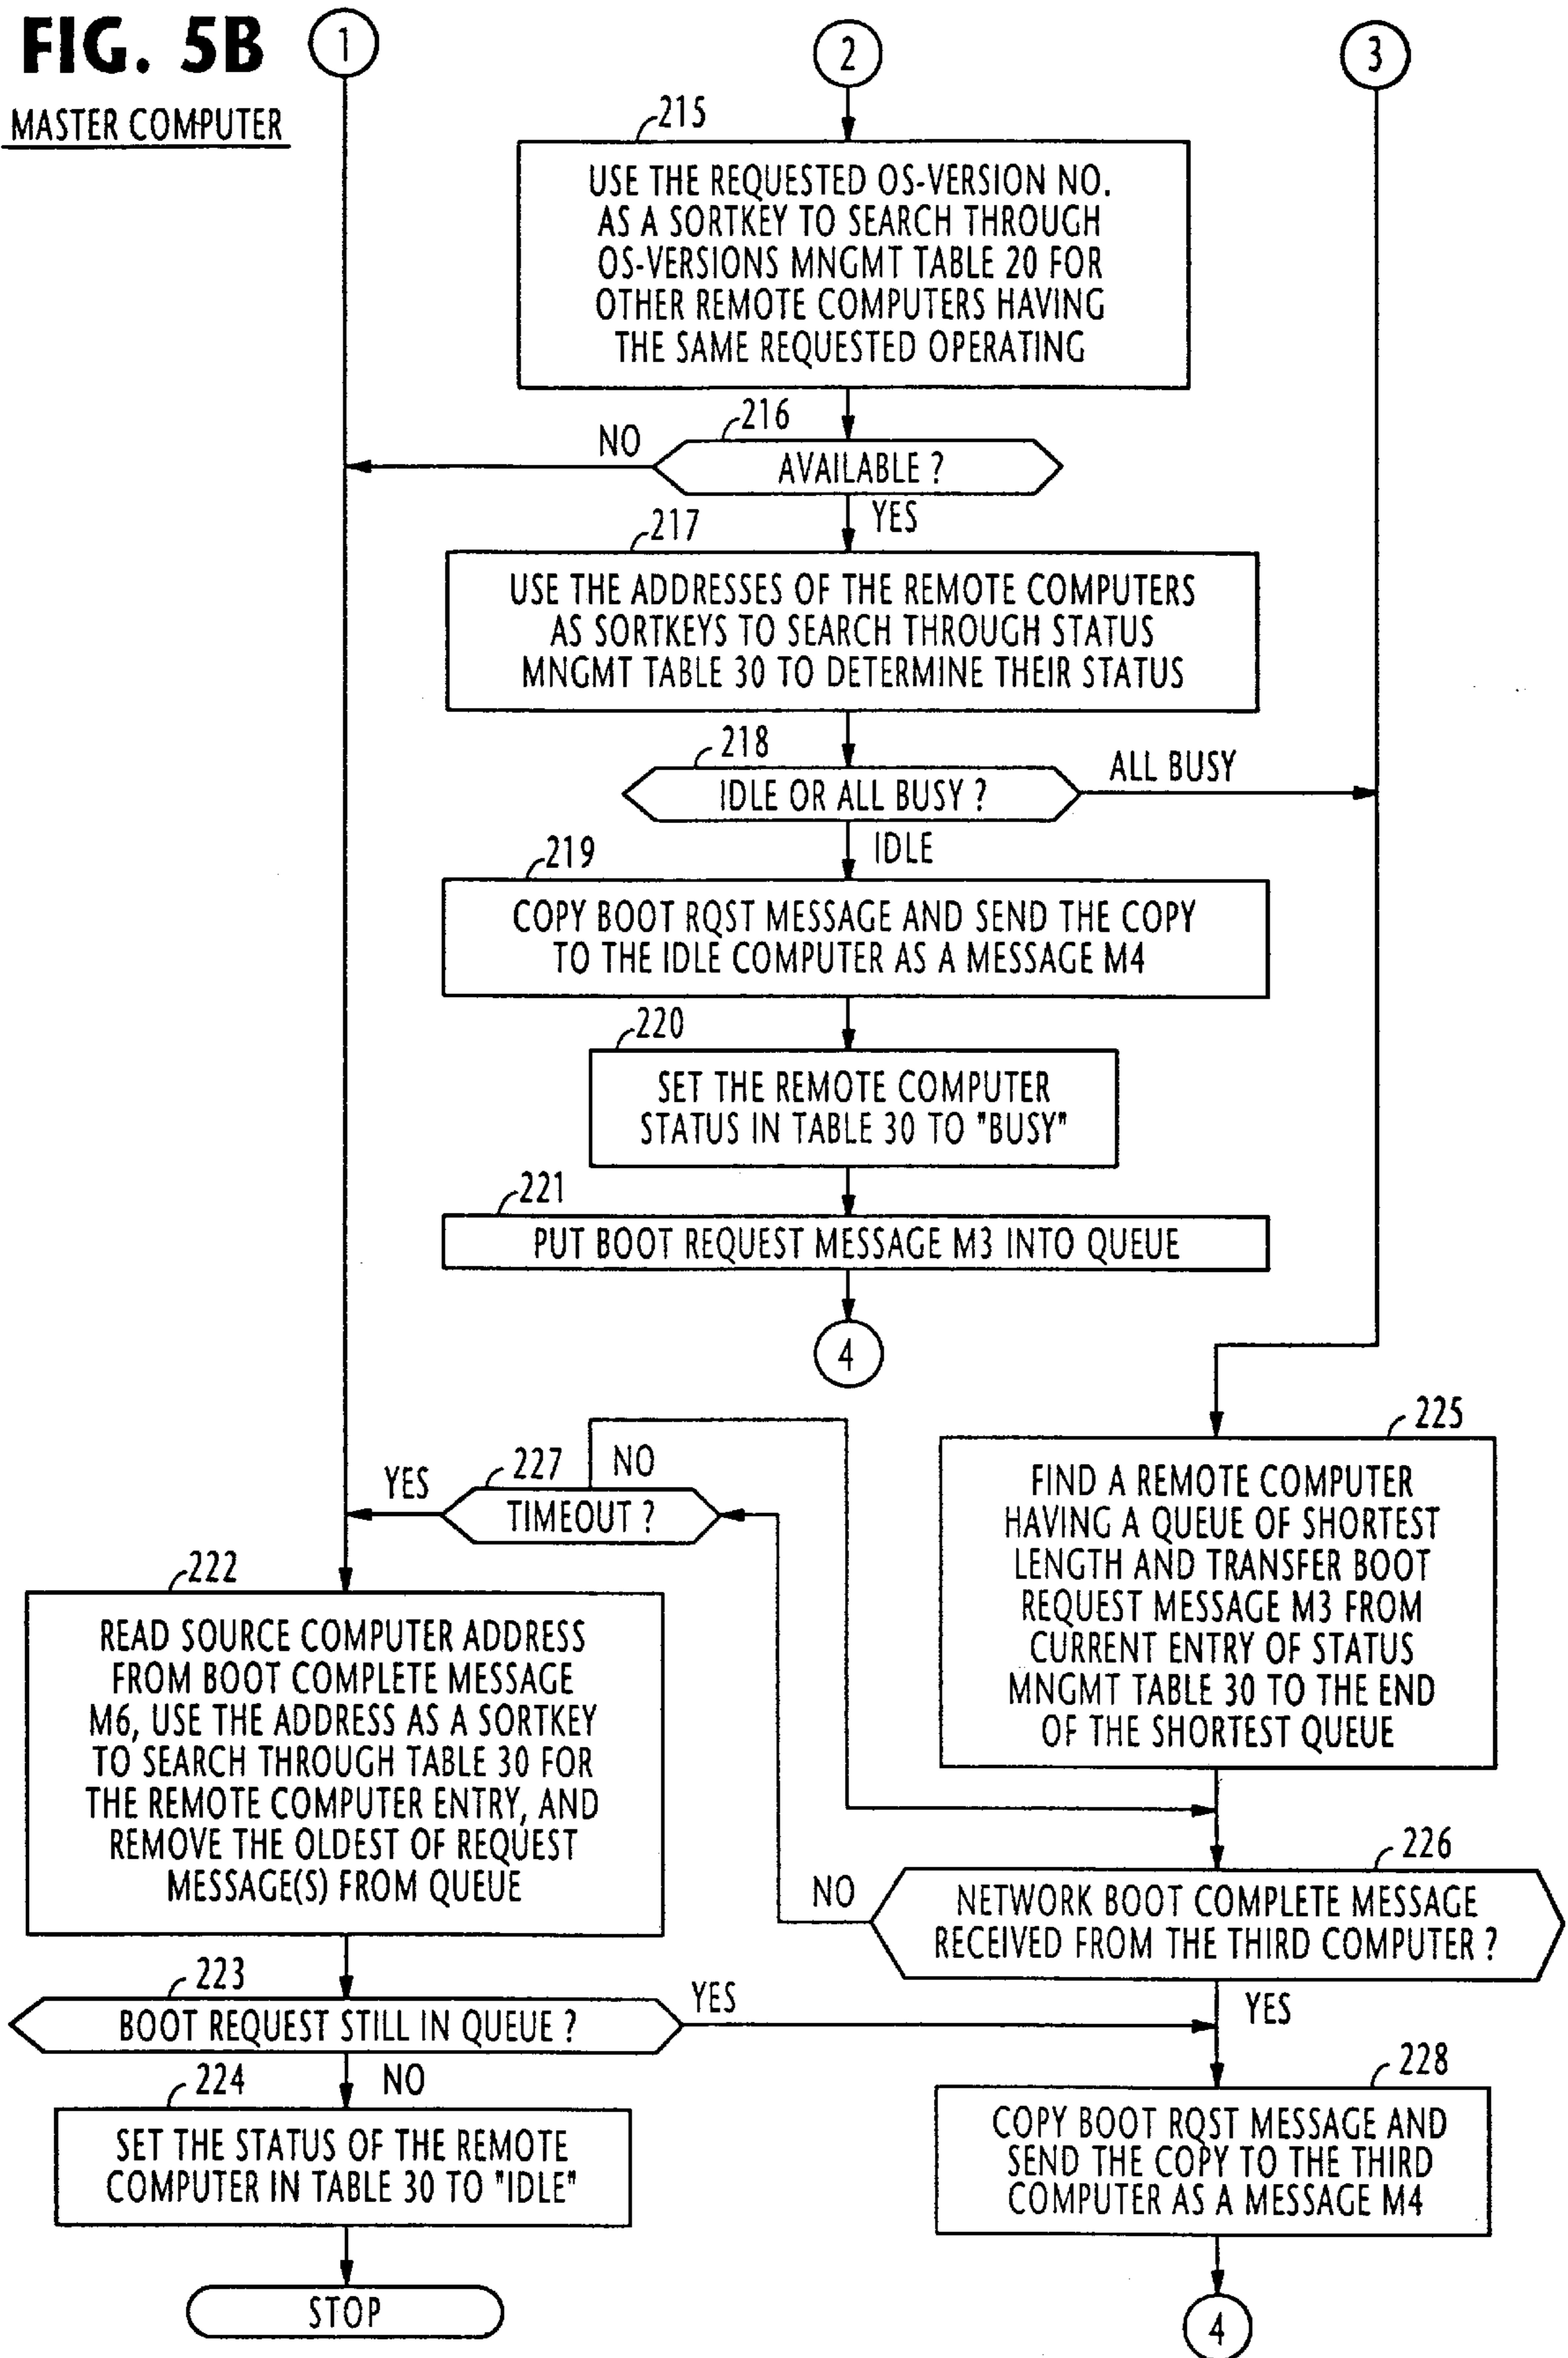 FIG. 5B
MASTER COMPUTER
1
2
3
215
USE THE REQUESTED OS-VERSION NO.
AS A SORTKEY TO SEARCH THROUGH
OS-VERSIONS MNGMT TABLE 20 FOR
OTHER REMOTE COMPUTERS HAVING
THE SAME REQUESTED OPERATING
216
NO
AVAILABLE ?
YES
217
USE THE ADDRESSES OF THE REMOTE COMPUTERS
AS SORTKEYS TO SEARCH THROUGH STATUS
MNGMT TABLE 30 TO DETERMINE THEIR STATUS
218
IDLE OR ALL BUSY ?
ALL BUSY
IDLE
219
COPY BOOT RQST MESSAGE AND SEND THE COPY
TO THE IDLE COMPUTER AS A MESSAGE M4
220
SET THE REMOTE COMPUTER
STATUS IN TABLE 30 TO "BUSY"
221
PUT BOOT REQUEST MESSAGE M3 INTO QUEUE
4
225
FIND A REMOTE COMPUTER
HAVING A QUEUE OF SHORTEST
LENGTH AND TRANSFER BOOT
REQUEST MESSAGE M3 FROM
CURRENT ENTRY OF STATUS
MNGMT TABLE 30 TO THE END
OF THE SHORTEST QUEUE
227
NO
YES
TIMEOUT ?
222
READ SOURCE COMPUTER ADDRESS
FROM BOOT COMPLETE MESSAGE
M6, USE THE ADDRESS AS A SORTKEY
TO SEARCH THROUGH TABLE 30 FOR
THE REMOTE COMPUTER ENTRY, AND
REMOVE THE OLDEST OF REQUEST
MESSAGE(S) FROM QUEUE
226
NO
NETWORK BOOT COMPLETE MESSAGE
RECEIVED FROM THE THIRD COMPUTER ?
YES
223
BOOT REQUEST STILL IN QUEUE ?
YES
NO
224
SET THE STATUS OF THE REMOTE
COMPUTER IN TABLE 30 TO "IDLE"
STOP
228
COPY BOOT RQST MESSAGE AND
SEND THE COPY TO THE THIRD
COMPUTER AS A MESSAGE M4
4